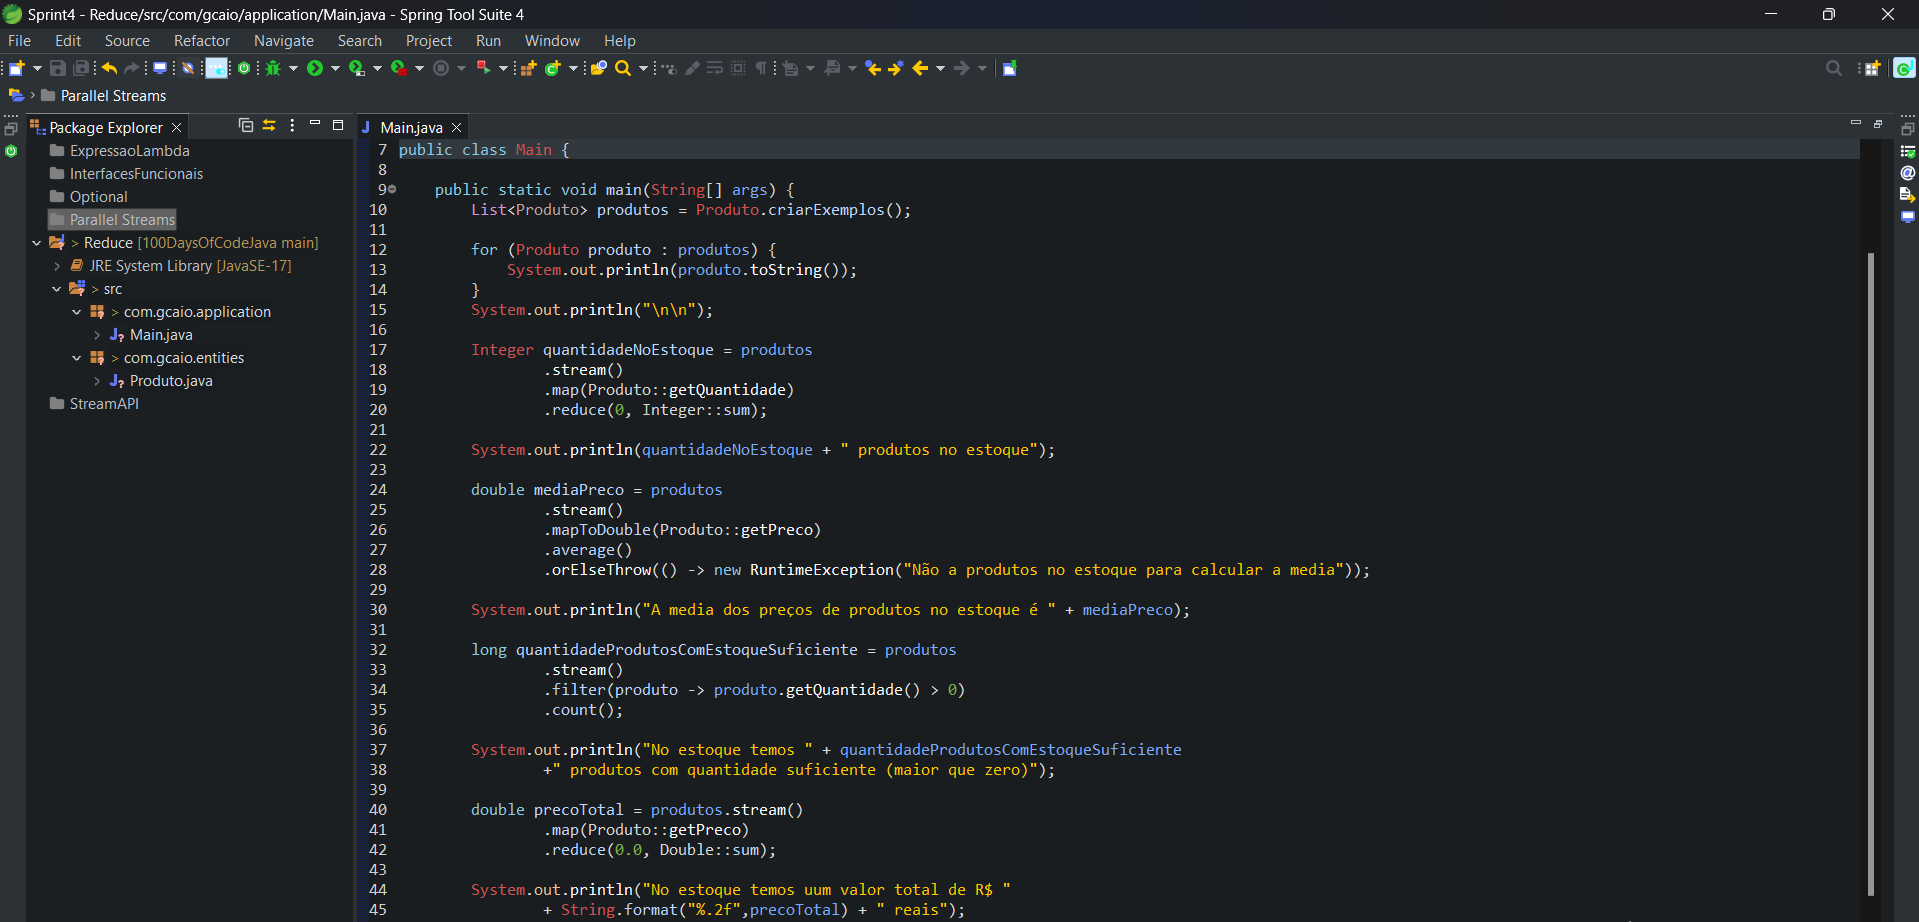 Sprint4 - Reduce/src/com/gcaio/application/Main.java - Spring Tool Suite 4
File Edit Source Refactor Navigate Search Project Run Window Help
Parallel Streams
Package Explorer
ExpressaoLambda
InterfacesFuncionais
Optional
Parallel Streams
> Reduce [100DaysOfCodeJava main]
JRE System Library [JavaSE-17]
> src
> com.gcaio.application
Main.java
> com.gcaio.entities
Produto.java
StreamAPI
Main.java
7 public class Main {
8
9 public static void main(String[] args) {
10 List<Produto> produtos = Produto.criarExemplos();
11
12 for (Produto produto : produtos) {
13 System.out.println(produto.toString());
14 }
15 System.out.println("\n\n");
16
17 Integer quantidadeNoEstoque = produtos
18 .stream()
19 .map(Produto::getQuantidade)
20 .reduce(0, Integer::sum);
21
22 System.out.println(quantidadeNoEstoque + " produtos no estoque");
23
24 double mediaPreco = produtos
25 .stream()
26 .mapToDouble(Produto::getPreco)
27 .average()
28 .orElseThrow(() -> new RuntimeException("Não a produtos no estoque para calcular a media"));
29
30 System.out.println("A media dos preços de produtos no estoque é " + mediaPreco);
31
32 long quantidadeProdutosComEstoqueSuficiente = produtos
33 .stream()
34 .filter(produto -> produto.getQuantidade() > 0)
35 .count();
36
37 System.out.println("No estoque temos " + quantidadeProdutosComEstoqueSuficiente
38 +" produtos com quantidade suficiente (maior que zero)");
39
40 double precoTotal = produtos.stream()
41 .map(Produto::getPreco)
42 .reduce(0.0, Double::sum);
43
44 System.out.println("No estoque temos uum valor total de R$ "
45 + String.format("%.2f",precoTotal) + " reais");